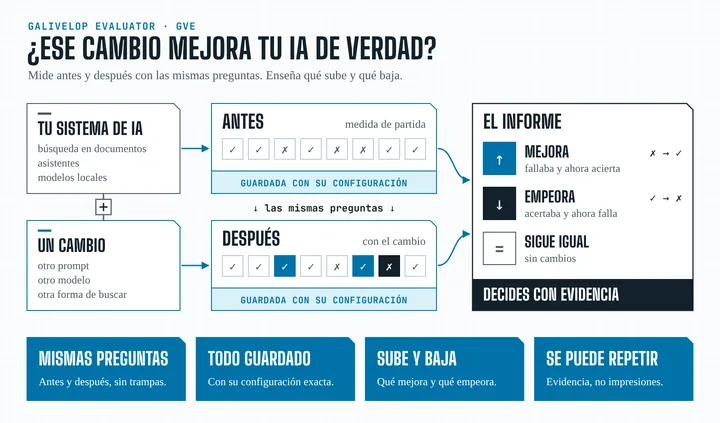 GALIVELOP EVALUATOR · GVE
¿ESE CAMBIO MEJORA TU IA DE VERDAD?
Mide antes y después con las mismas preguntas. Enseña qué sube y qué baja.
TU SISTEMA DE IA
búsqueda en documentos
asistentes
modelos locales
+
UN CAMBIO
otro prompt
otro modelo
otra forma de buscar
ANTES
medida de partida
✓ ✓ ✗ ✓ ✗ ✗ ✓ ✓
GUARDADA CON SU CONFIGURACIÓN
↓ las mismas preguntas ↓
DESPUÉS
con el cambio
✓ ✓ ✓ ✓ ✗ ✓ ✗ ✓
GUARDADA CON SU CONFIGURACIÓN
EL INFORME
↑ MEJORA ✗ → ✓
fallaba y ahora acierta
↓ EMPEORA ✓ → ✗
acertaba y ahora falla
= SIGUE IGUAL
sin cambios
DECIDES CON EVIDENCIA
MISMAS PREGUNTAS
Antes y después, sin trampas.
TODO GUARDADO
Con su configuración exacta.
SUBE Y BAJA
Qué mejora y qué empeora.
SE PUEDE REPETIR
Evidencia, no impresiones.